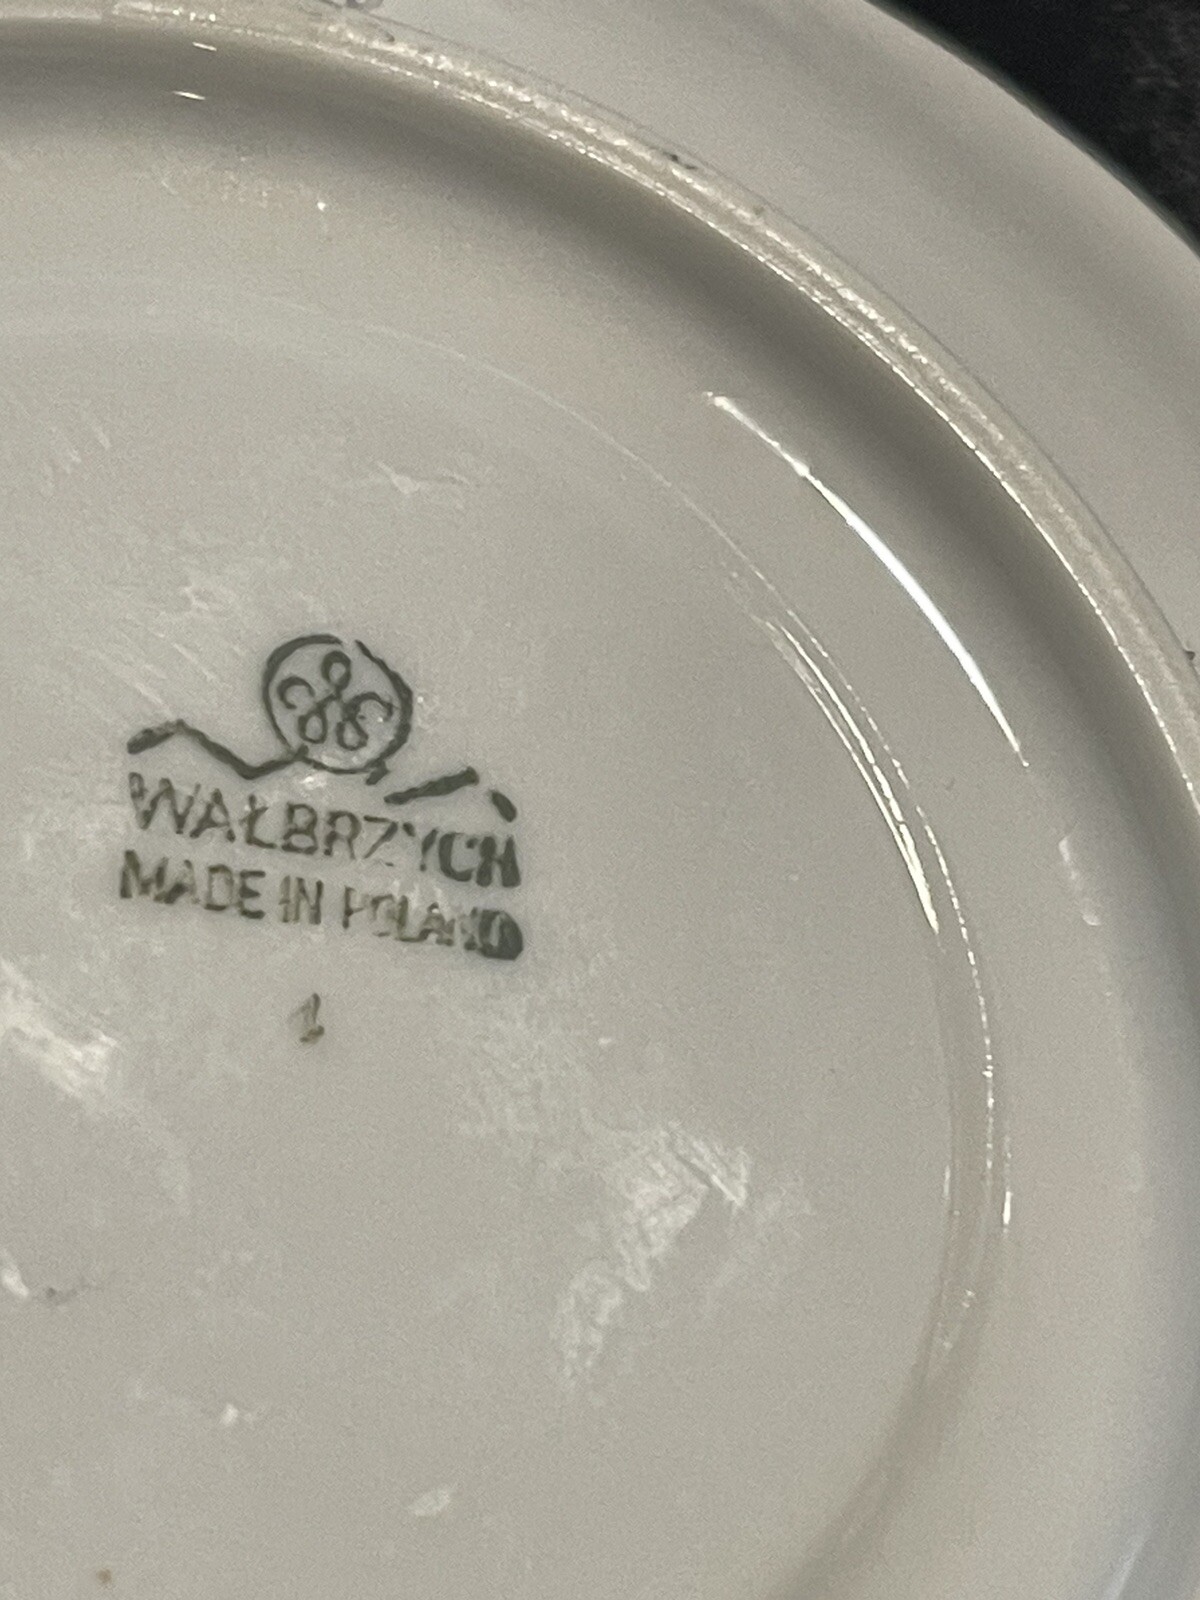 WAŁBRZYCH
MADE IN POLAND
1